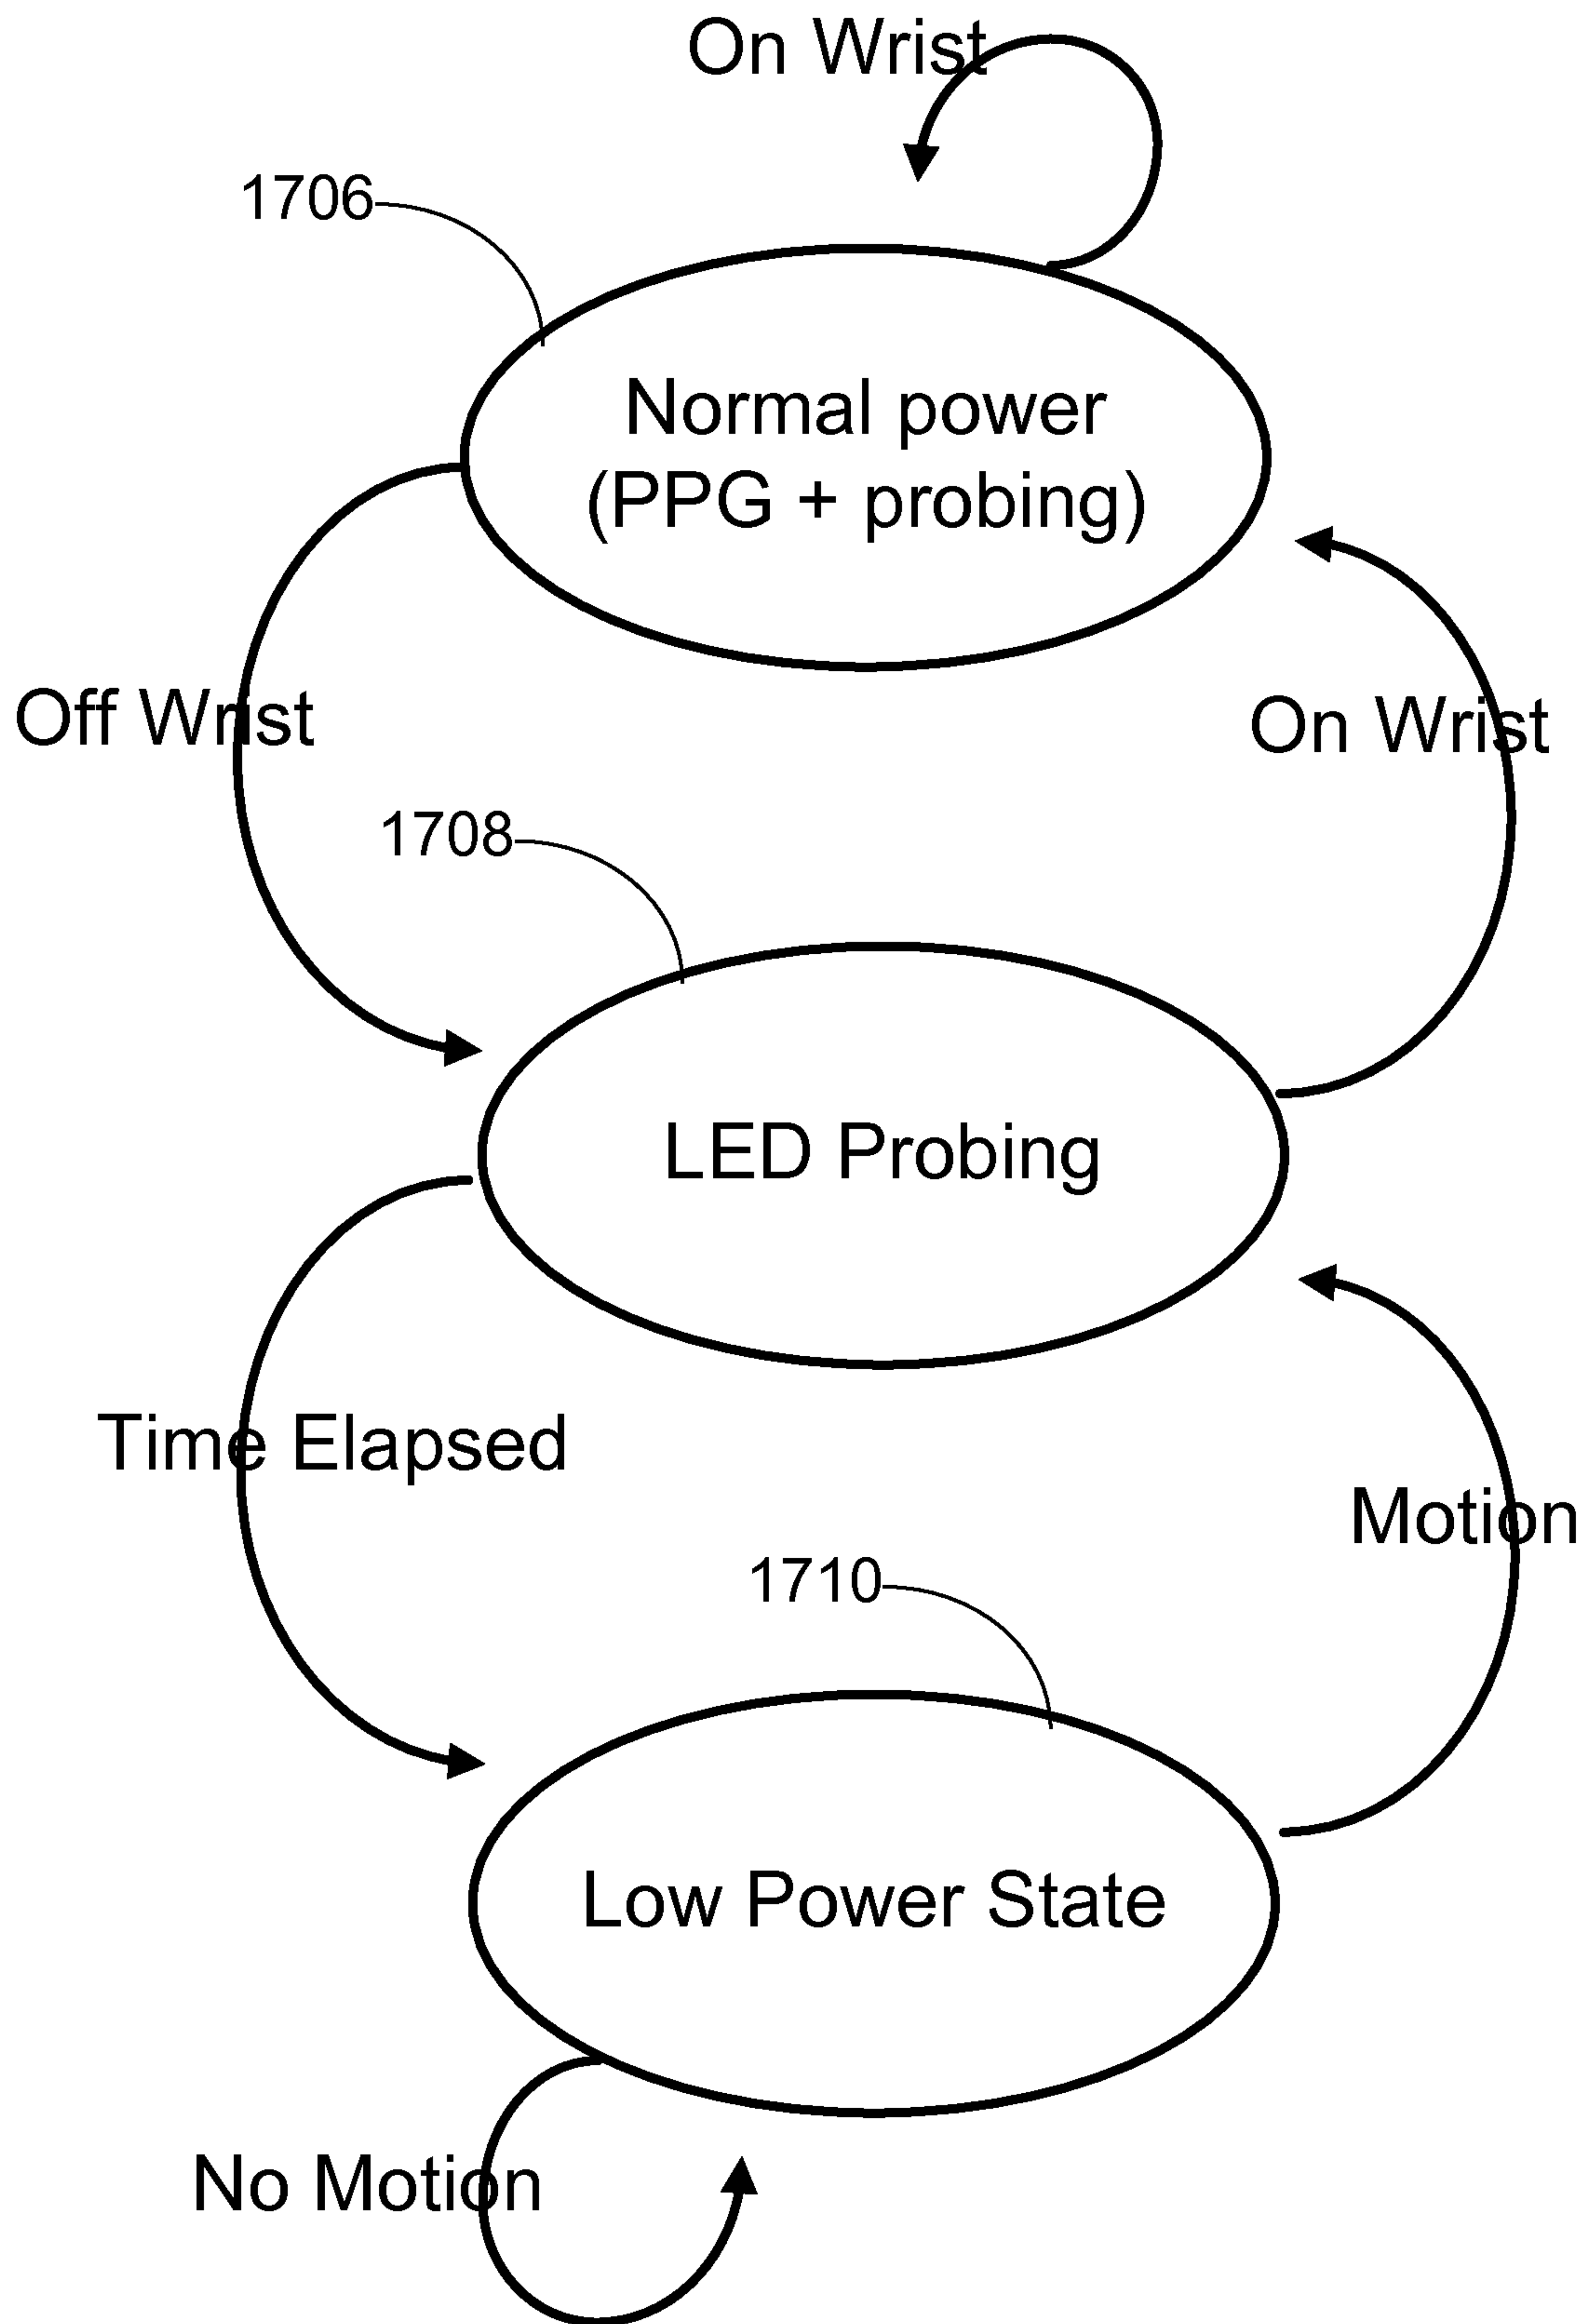 On Wrist
1706
Normal power
(PPG + probing)
Off Wrist
On Wrist
1708
LED Probing
Time Elapsed
Motion
1710
Low Power State
No Motion